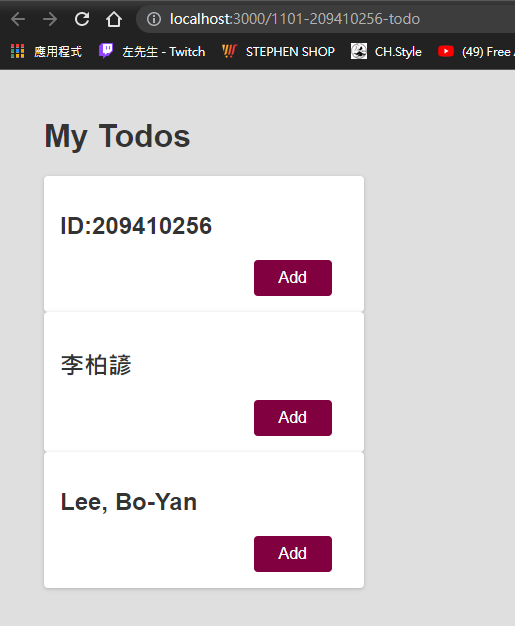 localhost:3000/1101-209410256-todo
應用程式 左先生 - Twitch STEPHEN SHOP CH.Style (49) Free
My Todos
ID:209410256
Add
李柏諺
Add
Lee, Bo-Yan
Add